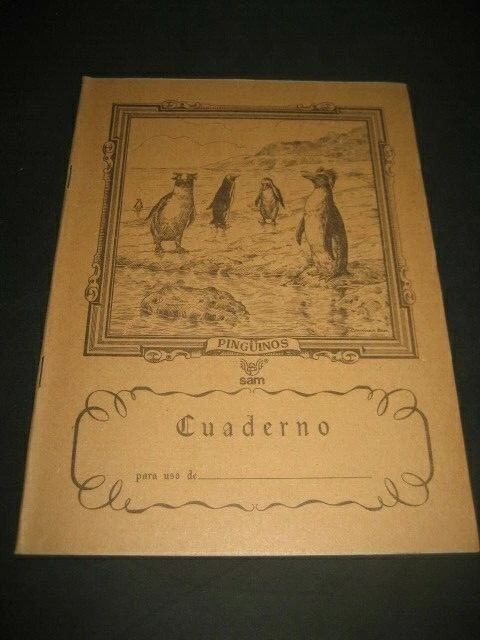 PINGÜINOS
sam
Cuaderno
para uso de